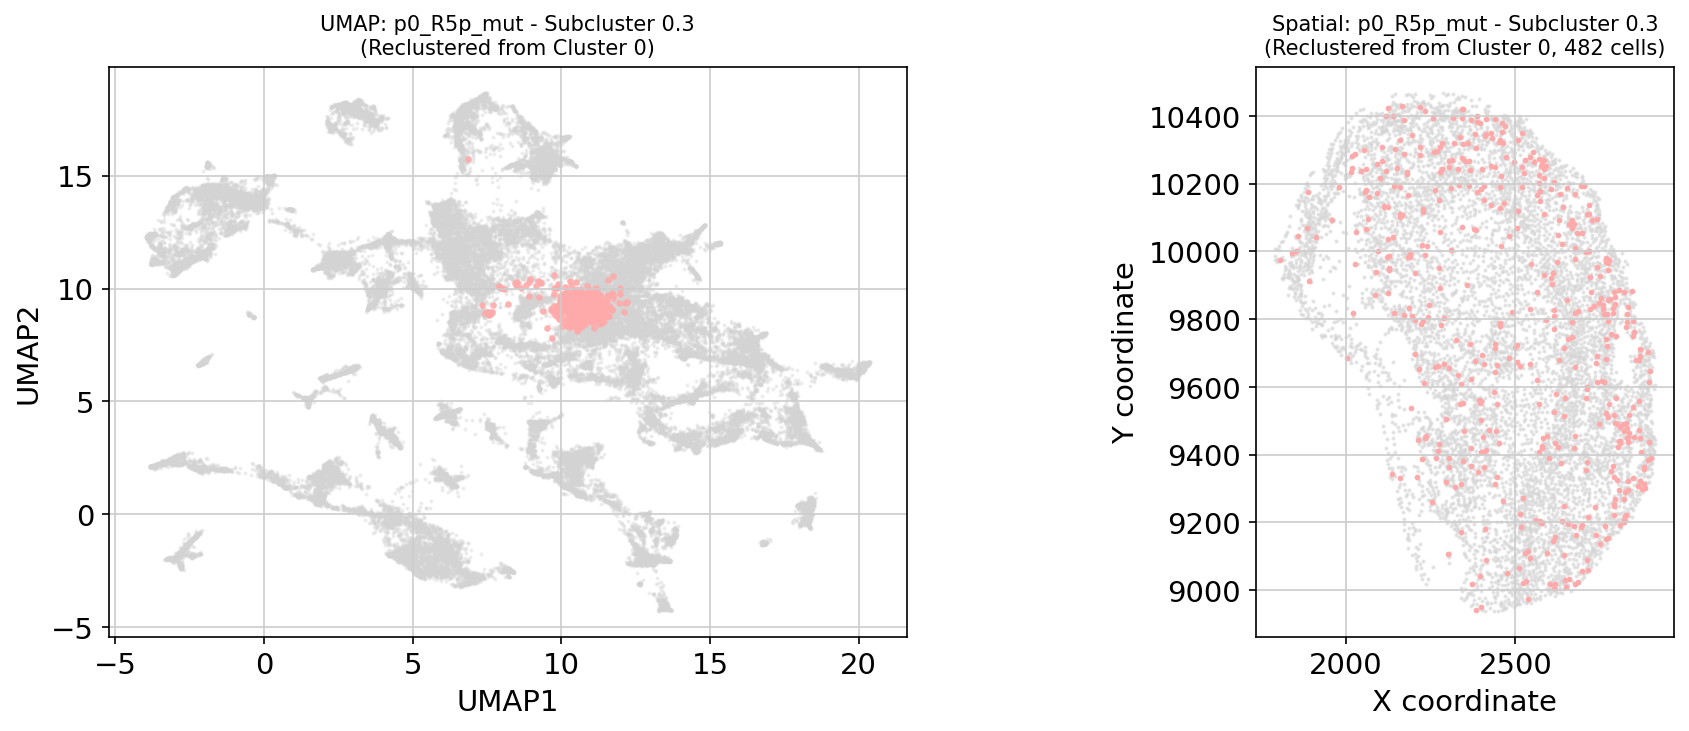 UMAP: p0_R5p_mut - Subcluster 0.3
(Reclustered from Cluster 0)
15
10
5
0
−5
−5
0
5
10
15
20
UMAP1
UMAP2
Spatial: p0_R5p_mut - Subcluster 0.3
(Reclustered from Cluster 0, 482 cells)
10400
10200
10000
9800
9600
9400
9200
9000
2000
2500
X coordinate
Y coordinate